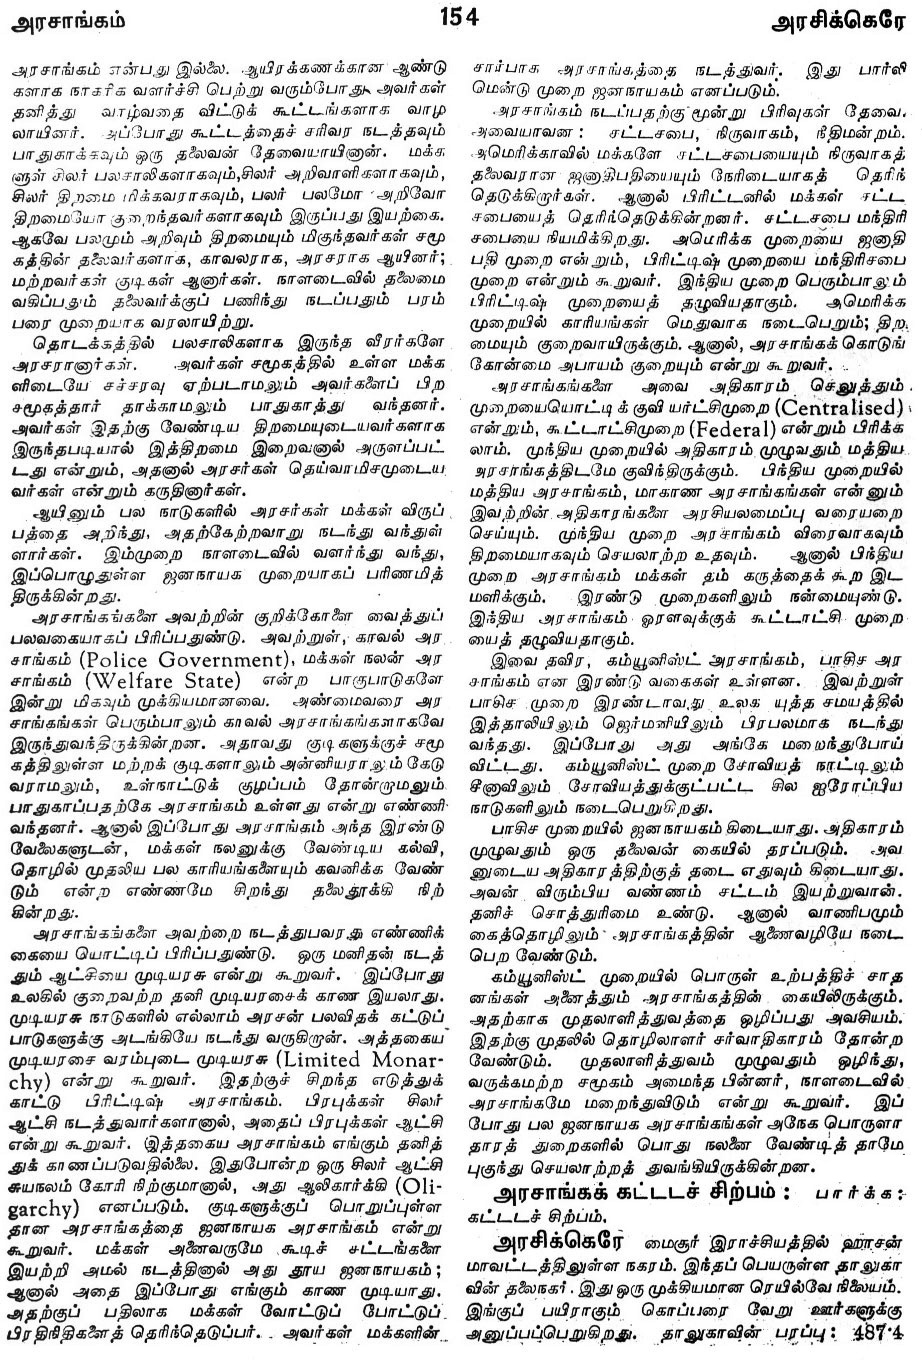 அரசாங்கம்
154
அரசிக்கெரே
அரசாங்கம் என்பது இல்லை. ஆயிரக்கணக்கான ஆண்டு
களாக நாகரிக வளர்ச்சி பெற்று வரும்போது அவர்கள்
தனித்து வாழ்வதை விட்டுக் கூட்டங்களாக வாழ
லாயினர். அப்போது கூட்டத்தைச் சரிவர நடத்தவும்
பாதுகாக்கவும் ஒரு தலைவன் தேவையாயினான். மக்க
ளுள் சிலர் பலசாலிகளாகவும், சிலர் அறிவாளிகளாகவும்,
சிலர் திறமை மிக்கவராகவும், பலர் பலமோ அறிவோ
திறமையோ குறைந்தவர்களாகவும் இருப்பது இயற்கை.
ஆகவே பலமும் அறிவும் திறமையும் மிகுந்தவர்கள் சமூ
கத்தின் தலைவர்களாக, காவலராக, அரசராக ஆயினர்;
மற்றவர்கள் குடிகள் ஆனார்கள். நாளடைவில் தலைமை
வகிப்பதும் தலைவர்க்குப் பணிந்து நடப்பதும் பரம்
பரை முறையாக வரலாயிற்று.
தொடக்கத்தில் பலசாலிகளாக இருந்த வீரர்களே
அரசரானார்கள். அவர்கள் சமூகத்தில் உள்ள மக்க
ளிடையே சச்சரவு ஏற்படாமலும் அவர்களைப் பிற
சமூகத்தார் தாக்காமலும் பாதுகாத்து வந்தனர்.
அவர்கள் இதற்கு வேண்டிய திறமையுடையவர்களாக
இருந்தபடியால் இத்திறமை இறைவனால் அருளப்பட்
டது என்றும், அதனால் அரசர்கள் தெய்வாமிசமுடைய
வர்கள் என்றும் கருதினார்கள்.
ஆயினும் பல நாடுகளில் அரசர்கள் மக்கள் விருப்
பத்தை அறிந்து, அதற்கேற்றவாறு நடந்து வந்துள்
ளார்கள். இம்முறை நாளடைவில் வளர்ந்து வந்து,
இப்பொழுதுள்ள ஜனநாயக முறையாகப் பரிணமித்
திருக்கின்றது.
அரசாங்கங்களை அவற்றின் குறிக்கோளை வைத்துப்
பலவகையாகப் பிரிப்பதுண்டு. அவற்றுள், காவல் அர
சாங்கம் (Police Government), மக்கள் நலன் அர
சாங்கம் (Welfare State) என்ற பாகுபாடுகளே
இன்று மிகவும் முக்கியமானவை. அண்மைவரை அர
சாங்கங்கள் பெரும்பாலும் காவல் அரசாங்கங்களாகவே
இருந்துவந்திருக்கின்றன. அதாவது குடிகளுக்குச் சமூ
கத்திலுள்ள மற்றக் குடிகளாலும் அன்னியராலும் கேடு
வராமலும், உள்நாட்டுக் குழப்பம் தோன்றாமலும்
பாதுகாப்பதற்கே அரசாங்கம் உள்ளது என்று எண்ணி
வந்தனர். ஆனால் இப்போது அரசாங்கம் அந்த இரண்டு
வேலைகளுடன், மக்கள் நலனுக்கு வேண்டிய கல்வி,
தொழில் முதலிய பல காரியங்களையும் கவனிக்க வேண்
டும் என்ற எண்ணமே சிறந்து தலைதூக்கி நிற்
கின்றது.
அரசாங்கங்களை அவற்றை நடத்துபவரது எண்ணிக்
கையை யொட்டிப் பிரிப்பதுண்டு. ஒரு மனிதன் நடத்
தும் ஆட்சியை முடியரசு என்று கூறுவர். இப்போது
உலகில் குறைவற்ற தனி முடியரசைக் காண இயலாது.
முடியரசு நாடுகளில் எல்லாம் அரசன் பலவிதக் கட்டுப்
பாடுகளுக்கு அடங்கியே நடந்து வருகிறான். அத்தகைய
முடியரசை வரம்புடை முடியரசு (Limited Monar-
chy) என்று கூறுவர். இதற்குச் சிறந்த எடுத்துக்
காட்டு பிரிட்டிஷ் அரசாங்கம். பிரபுக்கள் சிலர்
ஆட்சி நடத்துவார்களானால், அதைப் பிரபுக்கள் ஆட்சி
என்று கூறுவர். இத்தகைய அரசாங்கம் எங்கும் தனித்
துக் காணப்படுவதில்லை. இதுபோன்ற ஒரு சிலர் ஆட்சி
சுயநலம் கோரி நிற்குமானால், அது ஆலிகார்க்கி (Oli-
garchy) எனப்படும். குடிகளுக்குப் பொறுப்புள்ள
தான அரசாங்கத்தை ஜனநாயக அரசாங்கம் என்று
கூறுவர். மக்கள் அனைவருமே கூடிச் சட்டங்களை
இயற்றி அமல் நடத்தினால் அது தூய ஜனநாயகம்;
ஆனால் அதை இப்போது எங்கும் காண முடியாது.
அதற்குப் பதிலாக மக்கள் வோட்டுப் போட்டுப்
பிரதிநிதிகளைத் தெரிந்தெடுப்பர். அவர்கள் மக்களின்
சார்பாக அரசாங்கத்தை நடத்துவர். இது பார்லி
மென்டு முறை ஜனநாயகம் எனப்படும்.
அரசாங்கம் நடப்பதற்கு மூன்று பிரிவுகள் தேவை.
அவையாவன : சட்டசபை, நிருவாகம், நீதிமன்றம்.
அமெரிக்காவில் மக்களே சட்டசபையையும் நிருவாகத்
தலைவரான ஜனாதிபதியையும் நேரிடையாகத் தெரிந்
தெடுக்கிறார்கள். ஆனால் பிரிட்டனில் மக்கள் சட்ட
சபையைத் தெரிந்தெடுக்கின்றனர். சட்டசபை மந்திரி
சபையை நியமிக்கிறது. அமெரிக்க முறையை ஜனாதி
பதி முறை என்றும், பிரிட்டிஷ் முறையை மந்திரிசபை
முறை என்றும் கூறுவர். இந்திய முறை பெரும்பாலும்
பிரிட்டிஷ் முறையைத் தழுவியதாகும். அமெரிக்க
முறையில் காரியங்கள் மெதுவாக நடைபெறும்; திற
மையும் குறைவாயிருக்கும். ஆனால், அரசாங்கக் கொடுங்
கோன்மை அபாயம் குறையும் என்று கூறுவர்.
அரசாங்கங்களை அவை அதிகாரம் செலுத்தும்
முறையையொட்டி க் குவி யர்ட்சிமுறை (Centralised)
என்றும், கூட்டாட்சிமுறை (Federal) என்றும் பிரிக்க
லாம். முந்திய முறையில் அதிகாரம் முழுவதும் மத்திய
அரசாங்கத்திடமே குவிந்திருக்கும். பிந்திய முறையில்
மத்திய அரசாங்கம், மாகாண அரசாங்கங்கள் என்னும்
இவற்றின் அதிகாரங்களை அரசியலமைப்பு வரையறை
செய்யும். முந்திய முறை அரசாங்கம் விரைவாகவும்
திறமையாகவும் செயலாற்ற உதவும். ஆனால் பிந்திய
முறை அரசாங்கம் மக்கள் தம் கருத்தைக் கூற இட
மளிக்கும். இரண்டு முறைகளிலும் நன்மையுண்டு.
இந்திய அரசாங்கம் ஓரளவுக்குக் கூட்டாட்சி முறை
யைத் தழுவியதாகும்.
இவை தவிர, கம்யூனிஸ்ட் அரசாங்கம், பாசிச அர
சாங்கம் என இரண்டு வகைகள் உள்ளன. இவற்றுள்
பாசிச முறை இரண்டாவது உலக யுத்த சமயத்தில்
இத்தாலியிலும் ஜெர்மனியிலும் பிரபலமாக நடந்து
வந்தது. இப்போது அது அங்கே மறைந்துபோய்
விட்டது. கம்யூனிஸ்ட் முறை சோவியத் நாட்டிலும்
சீனாவிலும் சோவியத்துக்குட்பட்ட சில ஐரோப்பிய
நாடுகளிலும் நடைபெறுகிறது.
பாசிச முறையில் ஜனநாயகம் கிடையாது. அதிகாரம்
முழுவதும் ஒரு தலைவன் கையில் தரப்படும். அவ
னுடைய அதிகாரத்திற்குத் தடை எதுவும் கிடையாது.
அவன் விரும்பிய வண்ணம் சட்டம் இயற்றுவான்.
தனிச் சொத்துரிமை உண்டு. ஆனால் வாணிபமும்
கைத்தொழிலும் அரசாங்கத்தின் ஆணைவழியே நடை
பெற வேண்டும்.
கம்யூனிஸ்ட் முறையில் பொருள் உற்பத்திச் சாத
னங்கள் அனைத்தும் அரசாங்கத்தின் கையிலிருக்கும்.
அதற்காக முதலாளித்துவத்தை ஒழிப்பது அவசியம்.
இதற்கு முதலில் தொழிலாளர் சர்வாதிகாரம் தோன்ற
வேண்டும். முதலாளித்துவம் முழுவதும் ஒழிந்து,
வருக்கமற்ற சமூகம் அமைந்த பின்னர், நாளடைவில்
அரசாங்கமே மறைந்துவிடும் என்று கூறுவர். இப்
போது பல ஜனநாயக அரசாங்கங்கள் அநேக பொருளா
தாரத் துறைகளில் பொது நலனை வேண்டித் தாமே
புகுந்து செயலாற்றத் துவங்கியிருக்கின்றன.
அரசாங்கக் கட்டடச் சிற்பம் : பார்க்க :
கட்டடச் சிற்பம்.
அரசிக்கெரே மைசூர் இராச்சியத்தில் ஹாசன்
மாவட்டத்திலுள்ள நகரம். இந்தப் பெயருள்ள தாலுகா
வின் தலைநகர். இது ஒரு முக்கியமான ரெயில்வே நிலையம்.
இங்குப் பயிராகும் கொப்பரை வேறு ஊர்களுக்கு
அனுப்பப்பெறுகிறது. தாலுகாவின் பரப்பு : 487·4